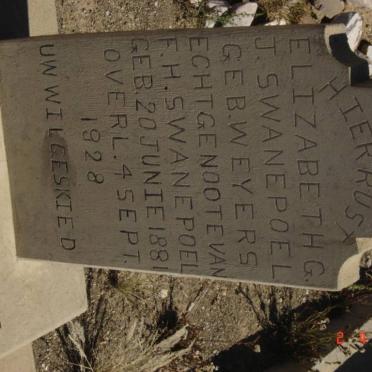 HIER RUST
ELIZABETH G.
J. SWANEPOEL
GEB. WEYERS
ECHTGENOOTE VAN
F.H. SWANEPOEL
GEB. 20 JUNIE 1881
OVERL. 4 SEPT.
1928
UW WIL GESKIED